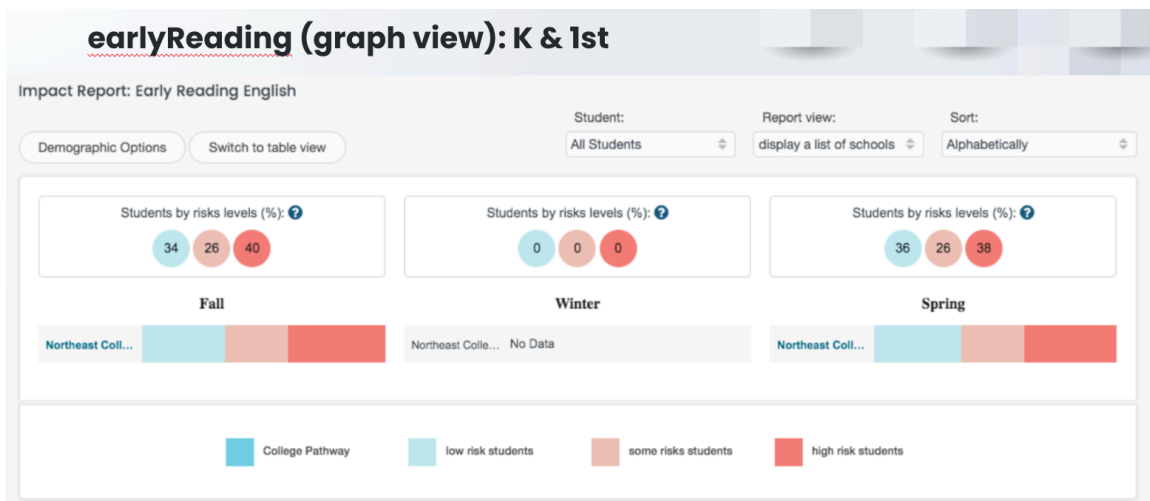 earlyReading (graph view): K & 1st
Impact Report: Early Reading English
Student: Report view: Sort:
Demographic Options Switch to table view All Students display a list of schools Alphabetically
Students by risks levels (%): ? Students by risks levels (%): ? Students by risks levels (%): ?
34 26 40 0 0 0 36 26 38
Fall Winter Spring
Northeast Coll... Northeast Colle... No Data Northeast Coll...
College Pathway low risk students some risks students high risk students